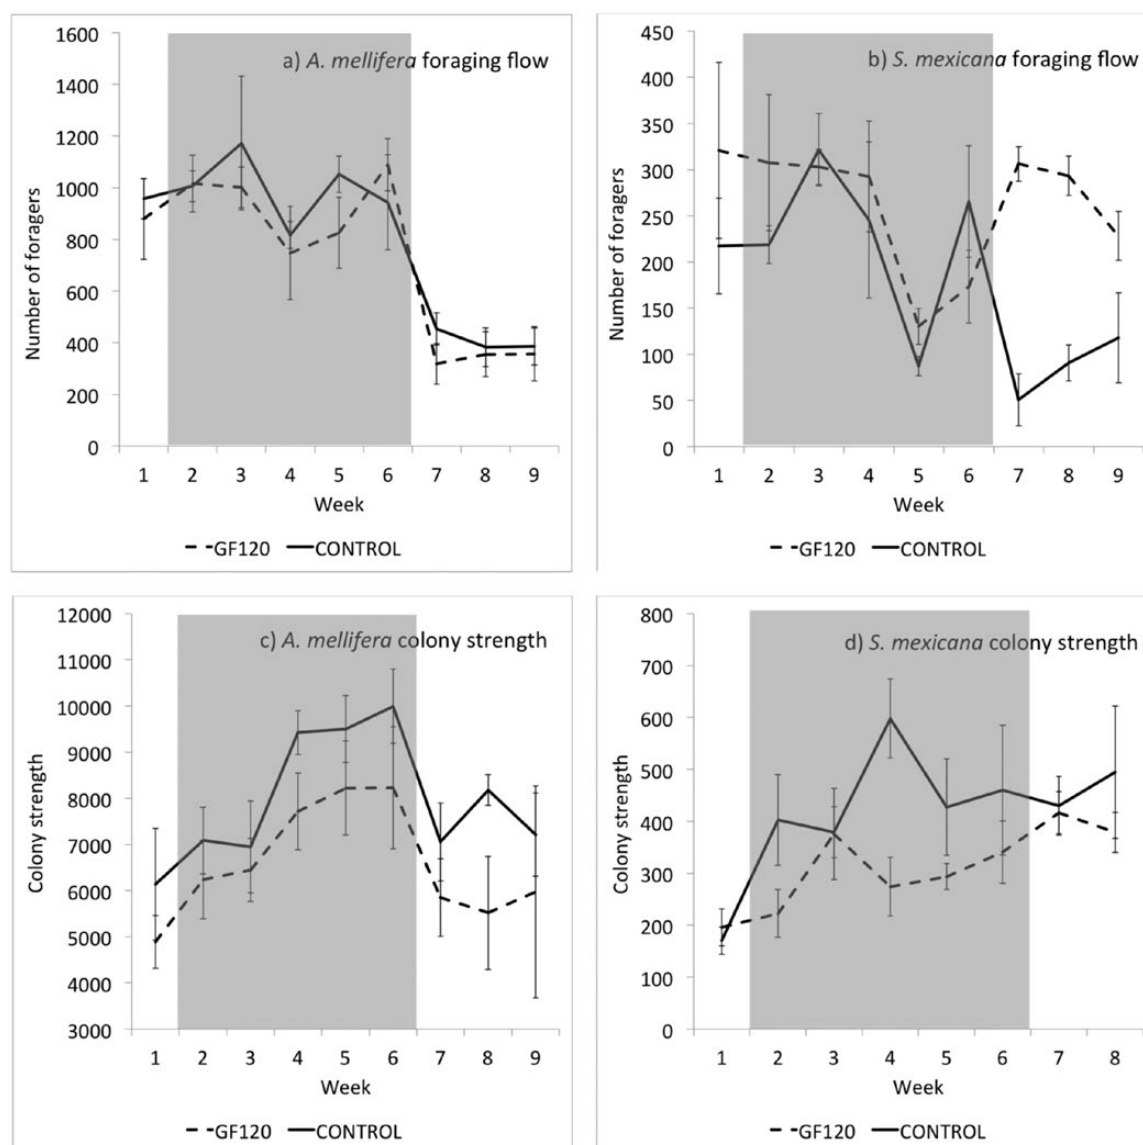 a) A. mellifera foraging flow
Number of foragers
1600
1400
1200
1000
800
600
400
200
0
1 2 3 4 5 6 7 8 9
Week
GF120 CONTROL
b) S. mexicana foraging flow
Number of foragers
450
400
350
300
250
200
150
100
50
0
1 2 3 4 5 6 7 8 9
Week
GF120 CONTROL
c) A. mellifera colony strength
Colony strength
12000
11000
10000
9000
8000
7000
6000
5000
4000
3000
1 2 3 4 5 6 7 8 9
Week
GF120 CONTROL
d) S. mexicana colony strength
Colony strength
800
700
600
500
400
300
200
100
0
1 2 3 4 5 6 7 8
Week
GF120 CONTROL